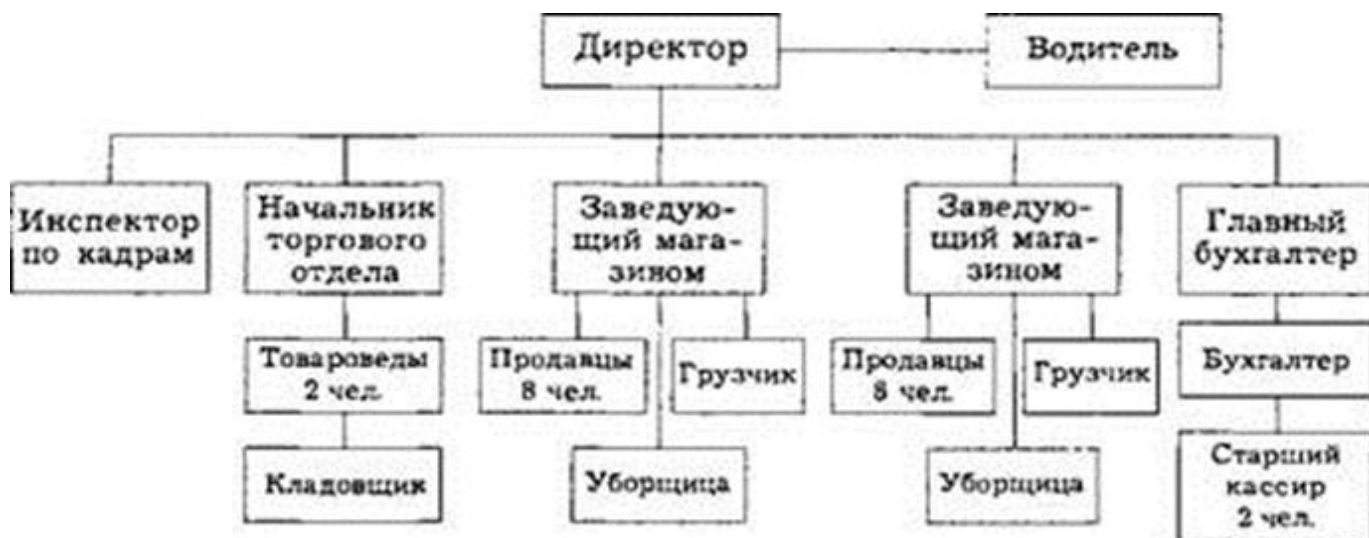 Директор
Водитель
Инспектор
по кадрам
Начальник
торгового
отдела
Заведую-
щий мага-
зином
Заведую-
щий мага-
зином
Главный
бухгалтер
Товароведы
2 чел.
Продавцы
8 чел.
Грузчик
Продавцы
8 чел.
Грузчик
Бухгалтер
Кладовщик
Уборщица
Уборщица
Старший
кассир
2 чел.